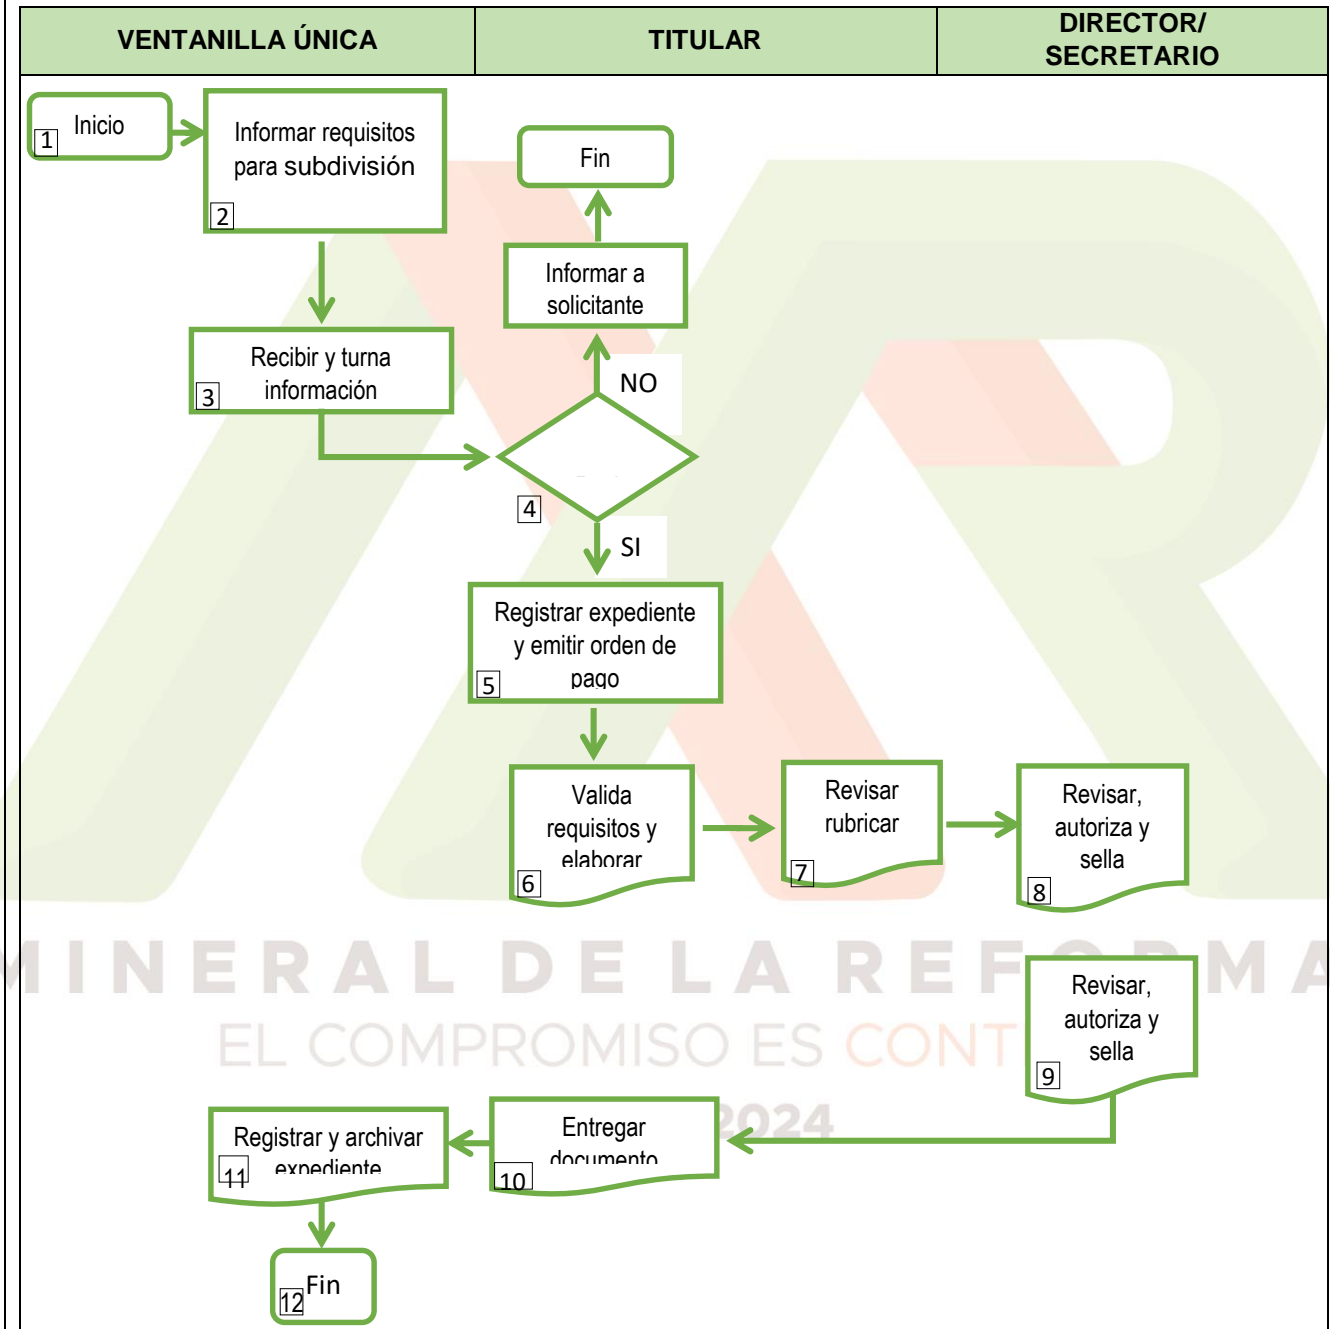 VENTANILLA ÚNICA
TITULAR
DIRECTOR/
SECRETARIO
Inicio
1
Informar requisitos
para subdivisión
2
Fin
Informar a
solicitante
Recibir y turna
información
3
NO
4
SI
Registrar expediente
y emitir orden de
pago
5
Valida
requisitos y
elaborar
6
Revisar
rubricar
7
Revisar,
autoriza y
sella
8
MINERAL DE LA REFORMA
Revisar,
autoriza y
sella
9
EL COMPROMISO ES CONT
2024
Entregar
documento
10
Registrar y archivar
expediente
11
Fin
12